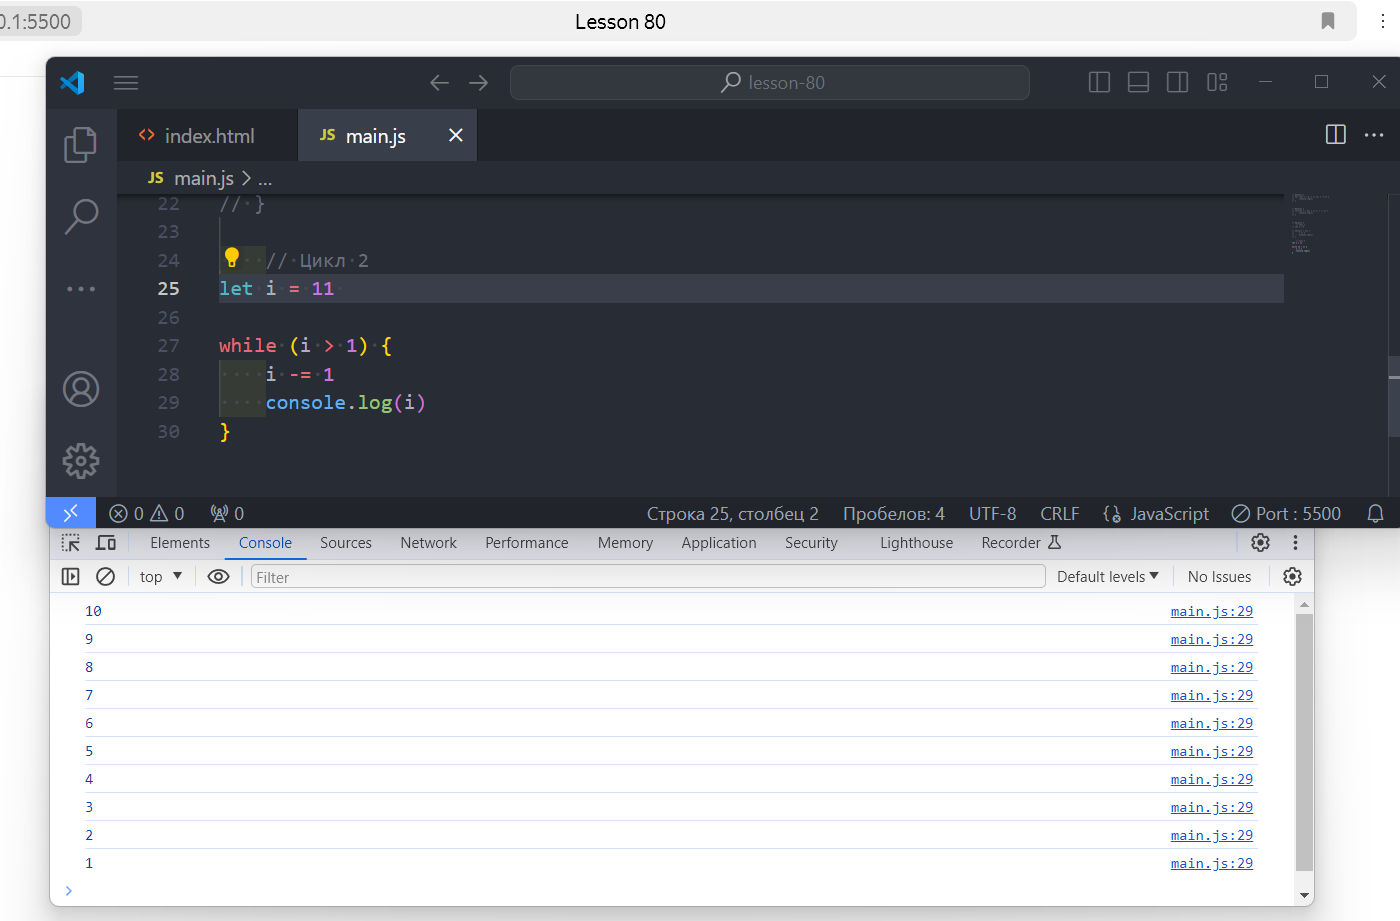 0.1:5500 Lesson 80
lesson-80
index.html JS main.js
JS main.js > ...
22 // }
23
24 // Цикл 2
25 let i = 11
26
27 while (i > 1) {
28 i -= 1
29 console.log(i)
30 }
0 0 0 Строка 25, столбец 2 Пробелов: 4 UTF-8 CRLF JavaScript Port : 5500
Elements Console Sources Network Performance Memory Application Security Lighthouse Recorder
top Filter Default levels No Issues
10 main.js:29
9 main.js:29
8 main.js:29
7 main.js:29
6 main.js:29
5 main.js:29
4 main.js:29
3 main.js:29
2 main.js:29
1 main.js:29